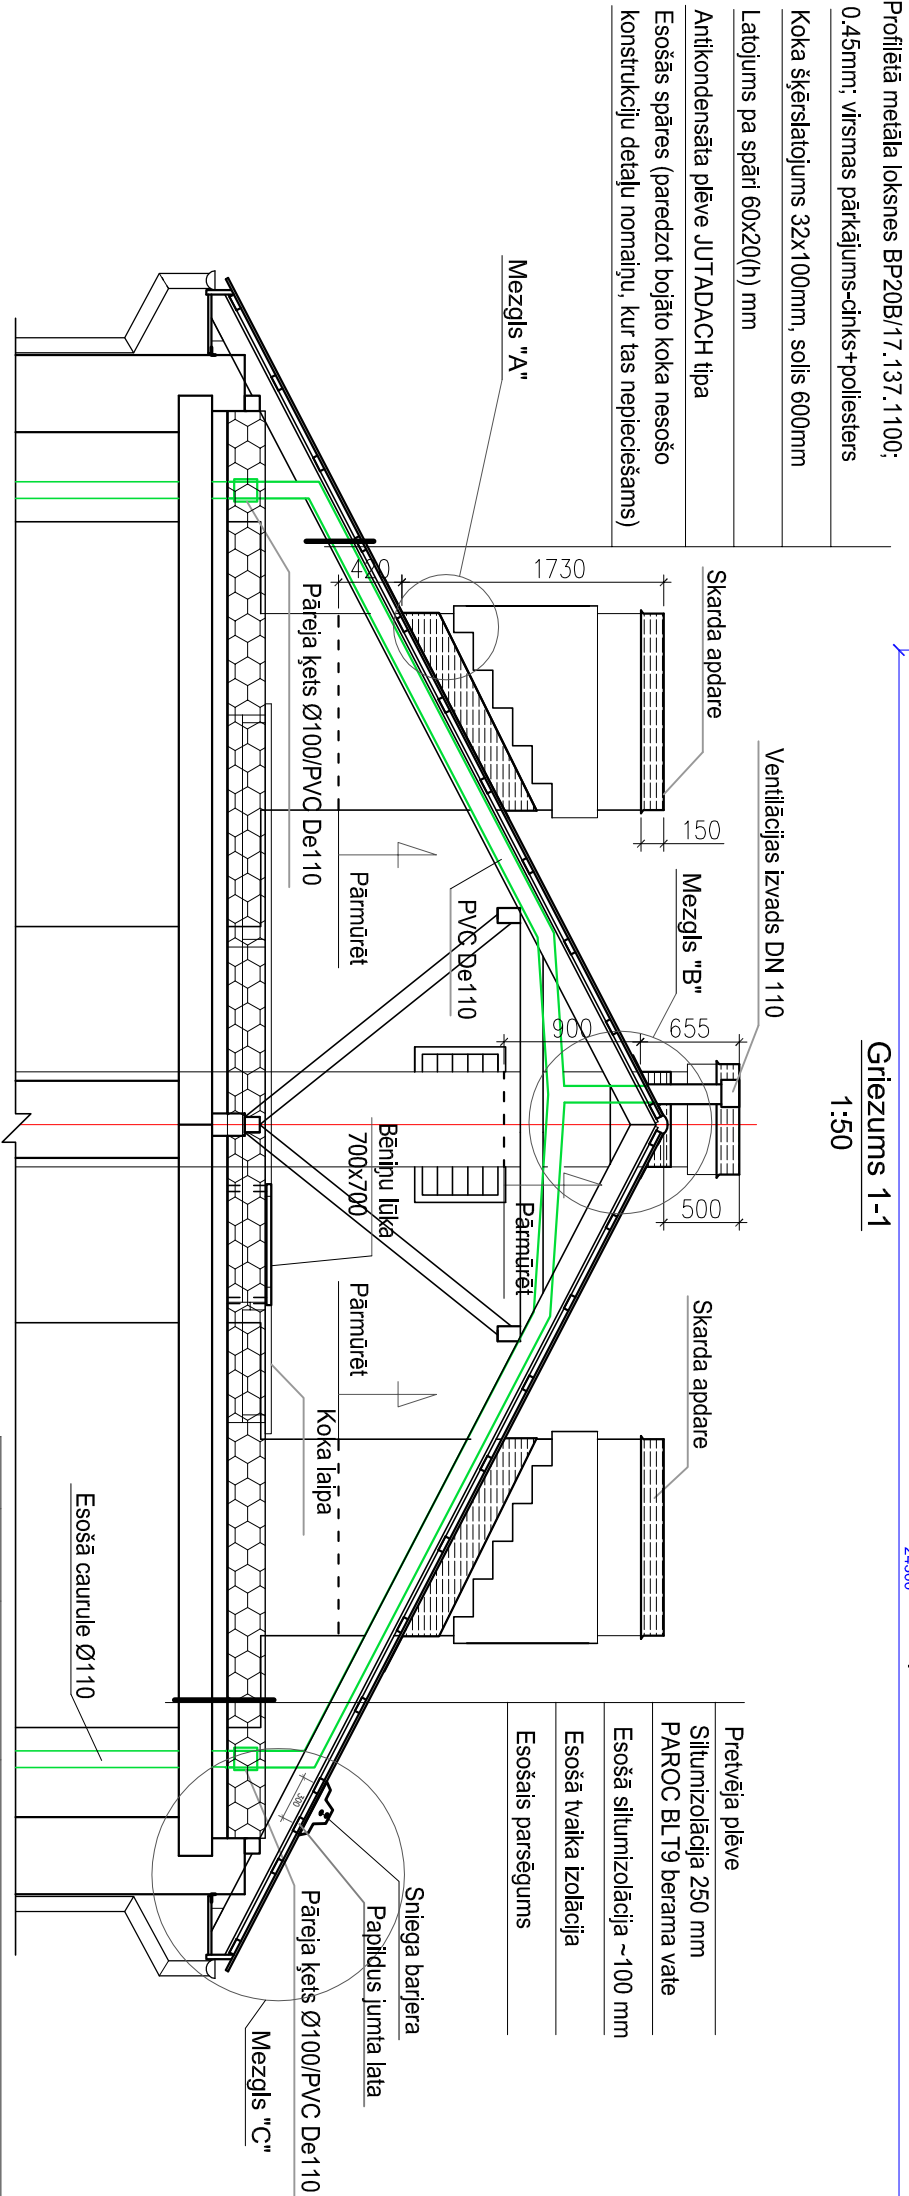 Griezums 1-1
1:50
Profilētā metāla loksnes BP20B/17.137.1100;
0.45mm; virsmas pārkājums-cinks+poliesters
Koka šķērslatojums 32x100mm, solis 600mm
Latojums pa spāri 60x20(h) mm
Antikondensāta plēve JUTADACH tipa
Esošās spāres (paredzot bojāto koka nesošo
konstrukciju detaļu nomaiņu, kur tas nepieciešams)
Mezgls "A"
Skarda apdare
Ventilācijas izvads DN 110
Mezgls "B"
Skarda apdare
1730
420
150
655
900
500
Pāreja ķets Ø100/PVC De110
Pārmūrēt
PVC De110
Bēniņu lūka
700x700
Pārmūrēt
Pārmūrēt
Koka laipa
Esošā caurule Ø110
Pretvēja plēve
Siltumizolācija 250 mm
PAROC BLT9 berama vate
Esošā siltumizolācija ~100 mm
Esošā tvaika izolācija
Esošais parsēgums
300
Sniega barjera
Papildus jumta lata
Pāreja ķets Ø100/PVC De110
Mezgls "C"